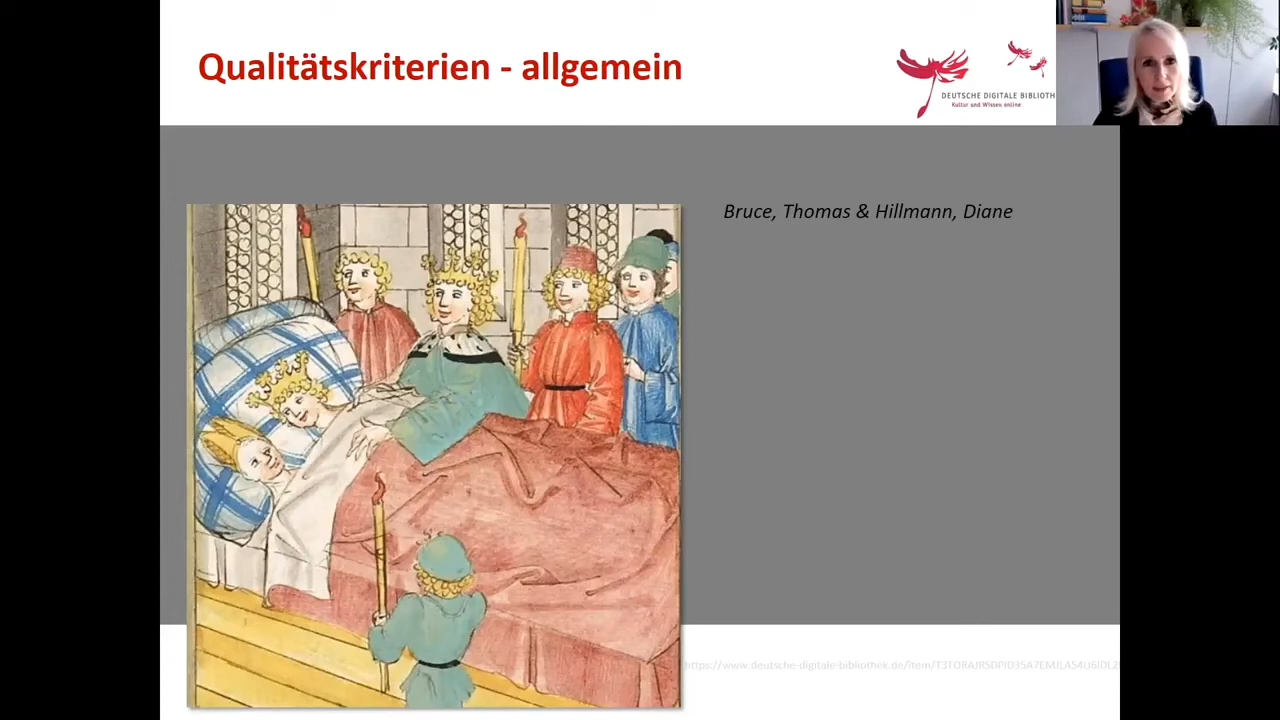 Qualitätskriterien - allgemein
DEUTSCHE DIGITALE BIBLIOTH
Kultur und Wissen online
Bruce, Thomas & Hillmann, Diane